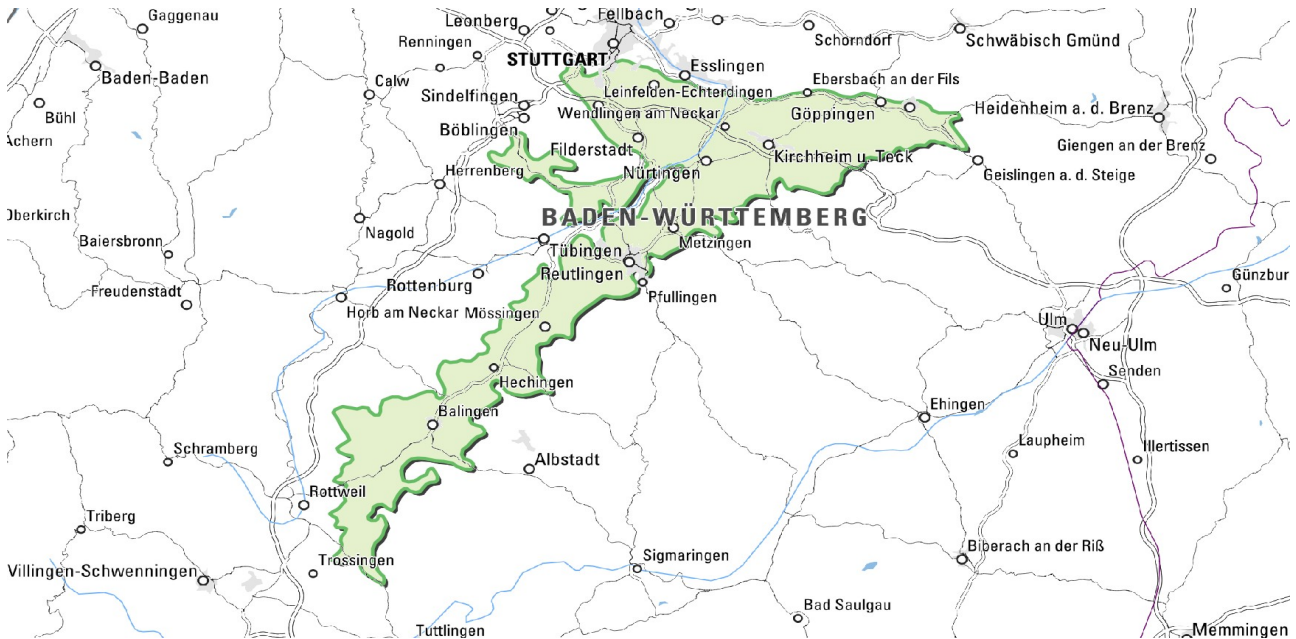 Gaggenau
Leonberg
Fellbach
Renningen
Schorndorf
Schwäbisch Gmünd
STUTTGART
Baden-Baden
Esslingen
Calw
Ebersbach an der Fils
Leinfelden-Echterdingen
Sindelfingen
Bühl
Wendlingen am Neckar
Göppingen
Heidenheim a. d. Brenz
Böblingen
Achern
Filderstadt
Kirchheim u. Teck
Giengen an der Brenz
Herrenberg
Nürtingen
Geislingen a. d. Steige
Oberkirch
BADEN-WÜRTTEMBERG
Nagold
Baiersbronn
Metzingen
Tübingen
Reutlingen
Günzbur
Rottenburg
Freudenstadt
Pfullingen
Horb am Neckar
Mössingen
Ulm
Neu-Ulm
Senden
Hechingen
Ehingen
Balingen
Laupheim
Schramberg
Illertissen
Albstadt
Rottweil
Triberg
Biberach an der Riß
Sigmaringen
Trossingen
Villingen-Schwenningen
Bad Saulgau
Tuttlingen
Memmingen